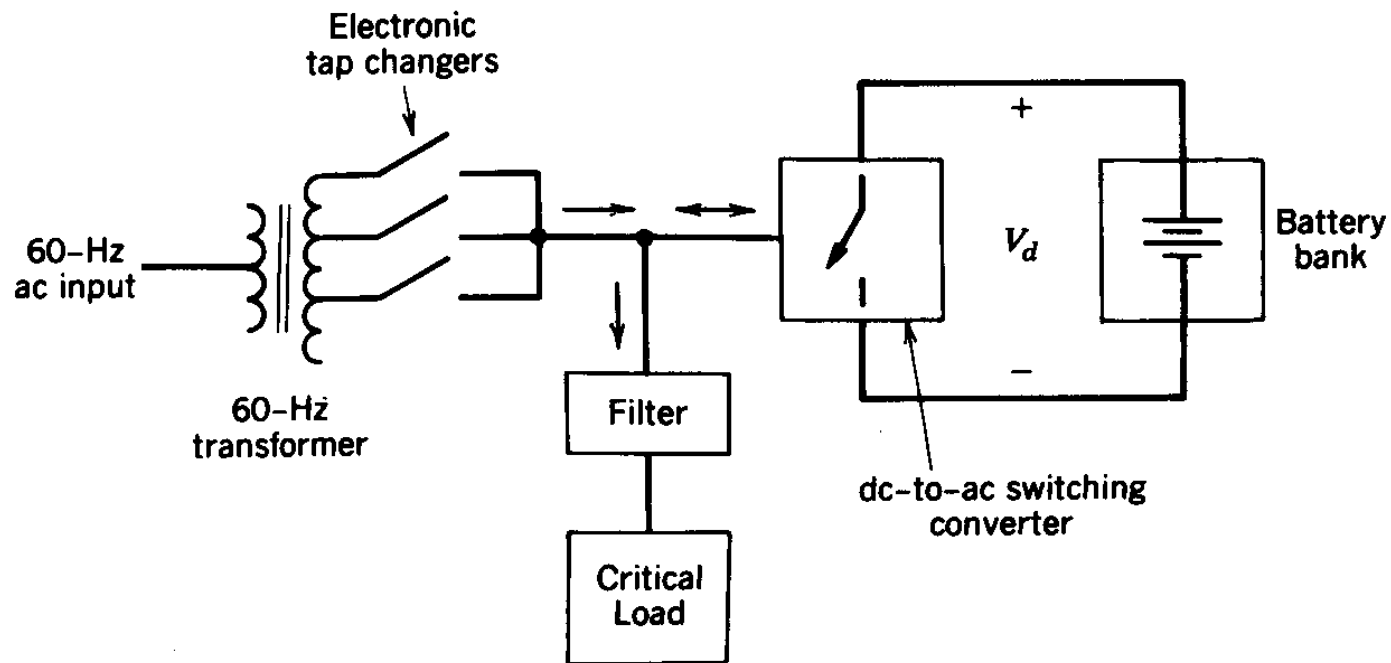 Electronic
tap changers
60-Hz
ac input
60-Hz
transformer
+
V_d
−
Battery
bank
Filter
dc-to-ac switching
converter
Critical
Load